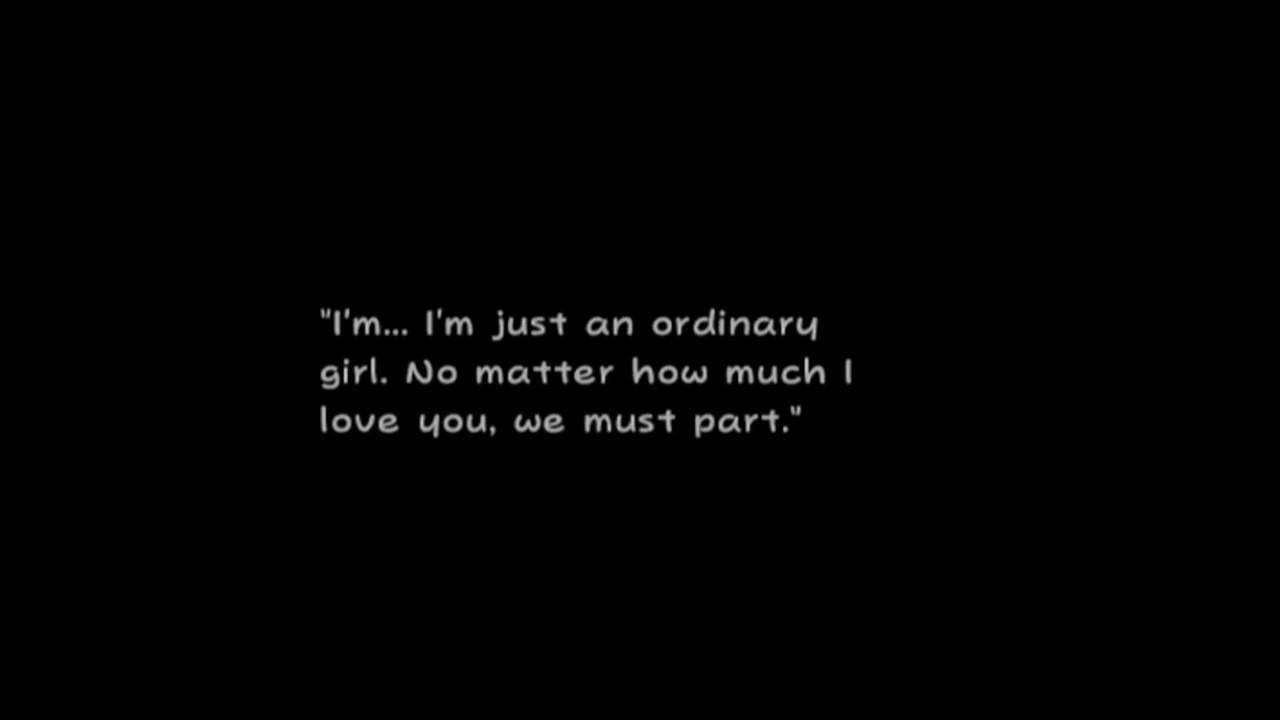 "I'm... I'm just an ordinary
girl. No matter how much I
love you, we must part."